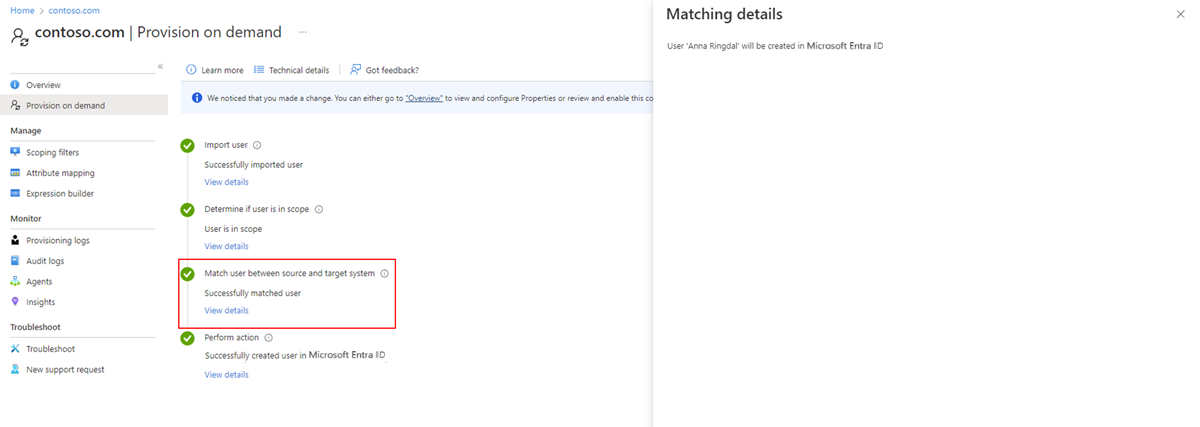 Home > contoso.com >
contoso.com | Provision on demand ...
«
Overview
Provision on demand
Manage
Scoping filters
Attribute mapping
Expression builder
Monitor
Provisioning logs
Audit logs
Agents
Insights
Troubleshoot
Troubleshoot
New support request
Learn more Technical details Got feedback?
We noticed that you made a change. You can either go to "Overview" to view and configure Properties or review and enable this co
Import user
Successfully imported user
View details
Determine if user is in scope
User is in scope
View details
Match user between source and target system
Successfully matched user
View details
Perform action
Successfully created user in Microsoft Entra ID
View details
Matching details
User 'Anna Ringdal' will be created in Microsoft Entra ID